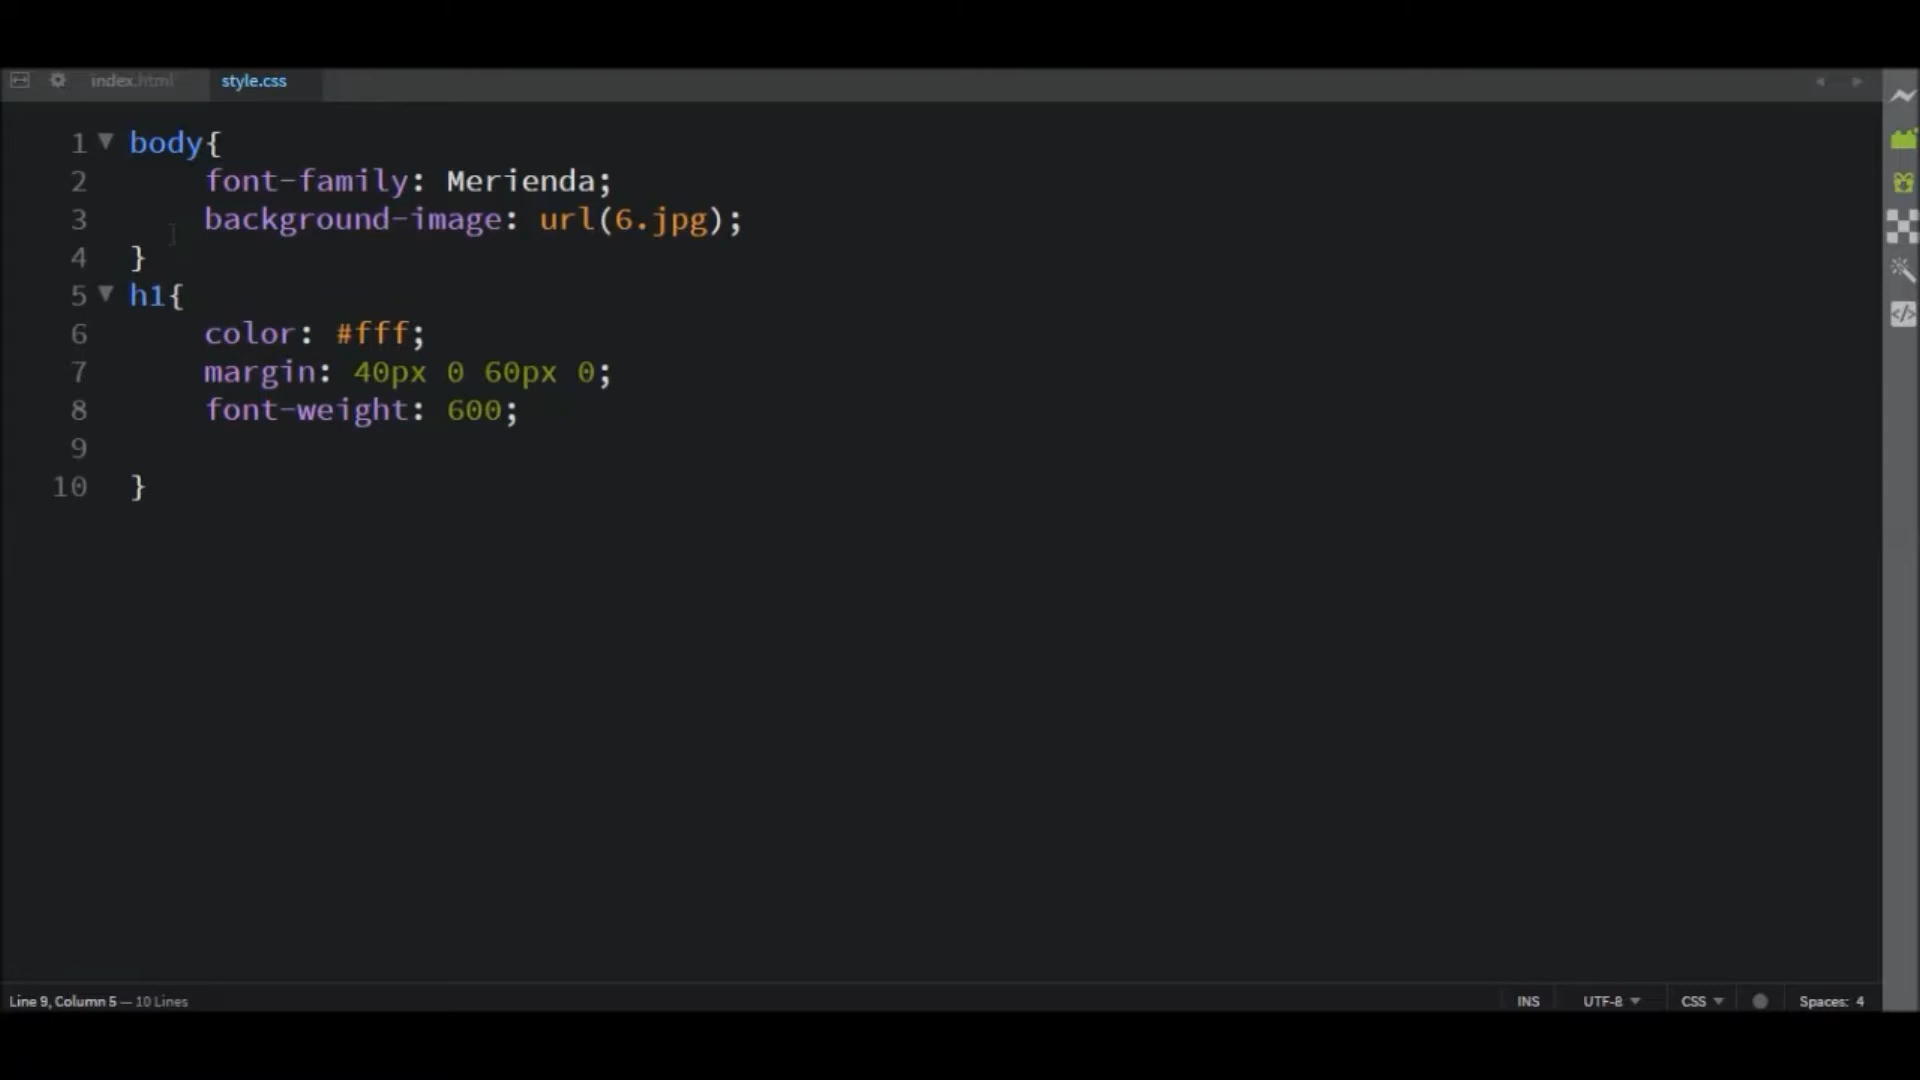 index.html style.css
1 body{
2 font-family: Merienda;
3 background-image: url(6.jpg);
4 }
5 h1{
6 color: #fff;
7 margin: 40px 0 60px 0;
8 font-weight: 600;
9
10 }
Line 9, Column 5 — 10 Lines INS UTF-8 CSS Spaces: 4